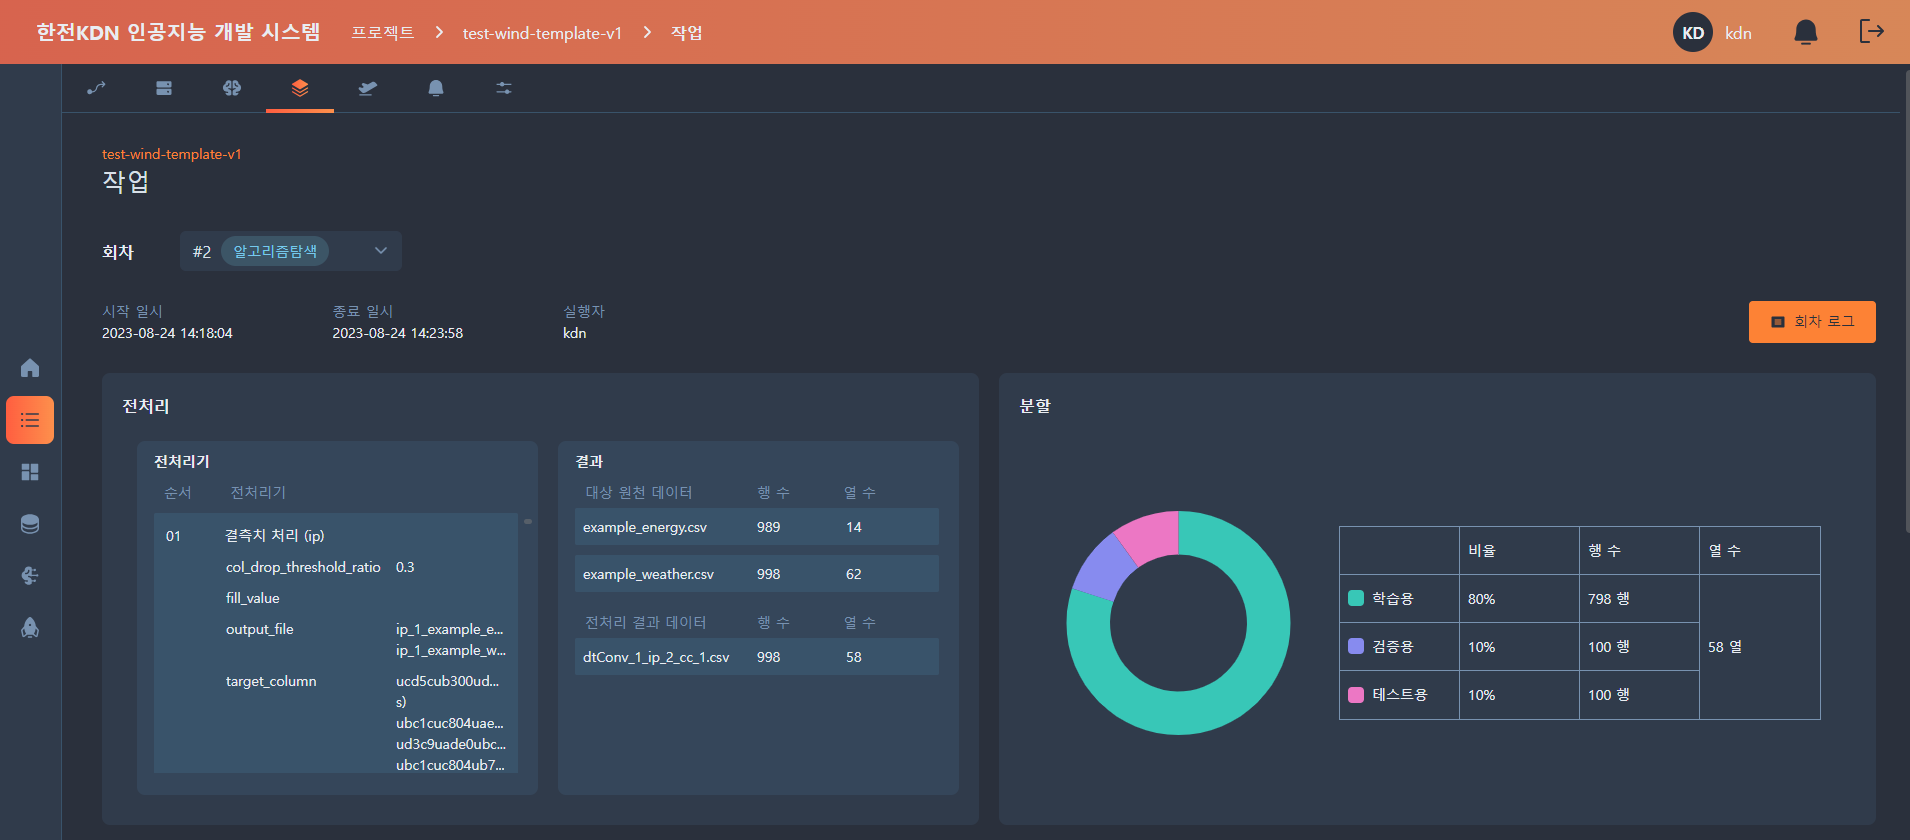 한전KDN 인공지능 개발 시스템 프로젝트 test-wind-template-v1 작업 KD kdn
test-wind-template-v1
작업
회차 #2 알고리즘탐색
시작 일시 종료 일시 실행자
2023-08-24 14:18:04 2023-08-24 14:23:58 kdn
회차 로그
전처리
전처리기
순서 전처리기
01 결측치 처리 (ip)
col_drop_threshold_ratio 0.3
fill_value
output_file ip_1_example_e...
ip_1_example_w...
target_column ucd5cub300ud...
s)
ubc1cuc804uae...
ud3c9uade0ubc...
ubc1cuc804ub7...
결과
대상 원천 데이터 행 수 열 수
example_energy.csv 989 14
example_weather.csv 998 62
전처리 결과 데이터 행 수 열 수
dtConv_1_ip_2_cc_1.csv 998 58
분할
비율 행 수 열 수
학습용 80% 798 행
검증용 10% 100 행 58 열
테스트용 10% 100 행